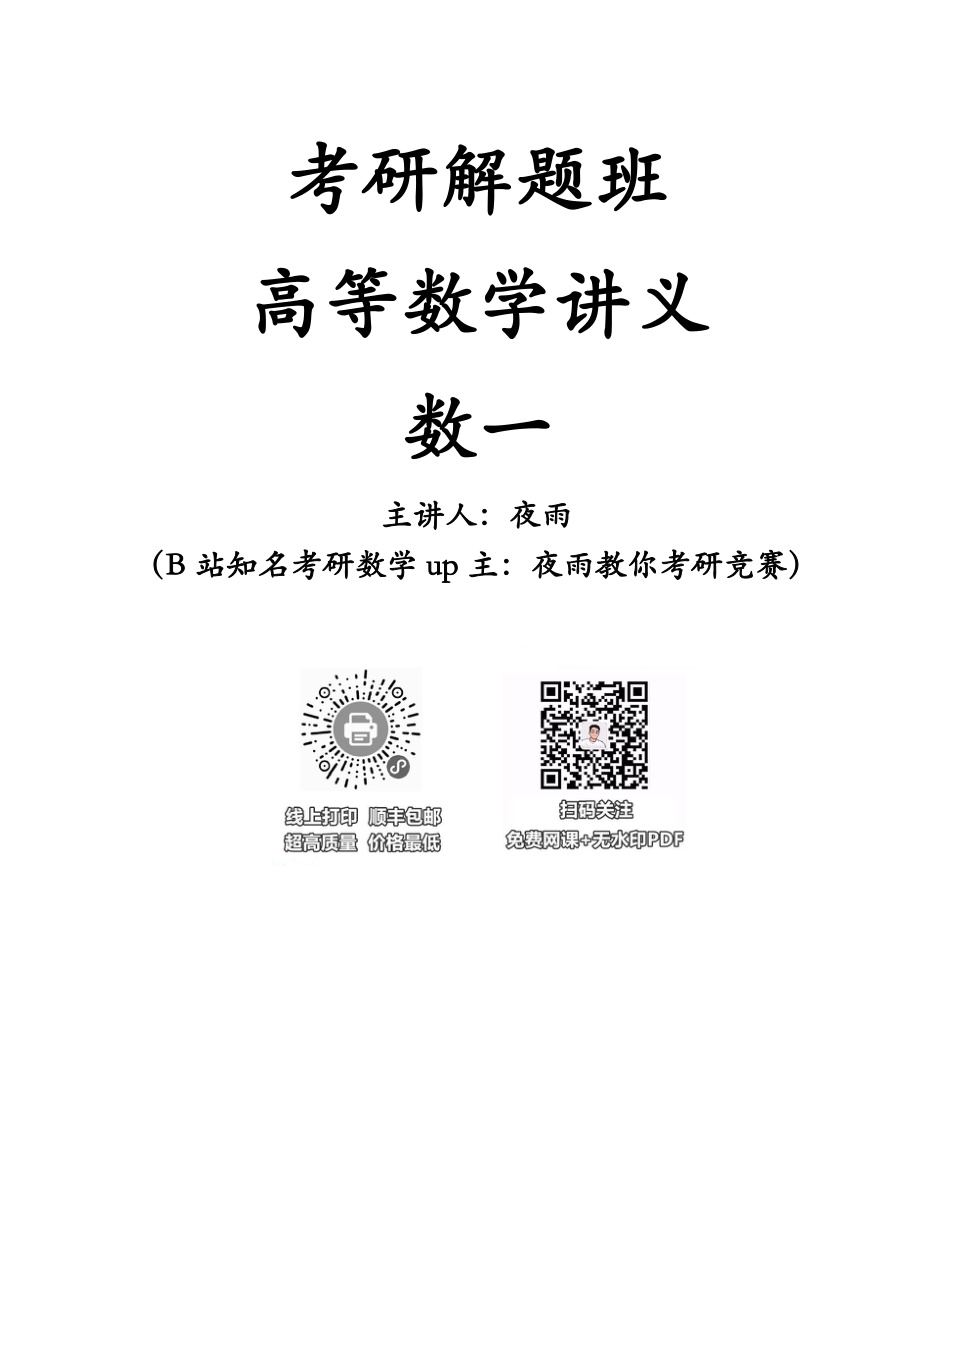 考研解题班
高等数学讲义
数一
主讲人：夜雨
（B 站知名考研数学 up 主：夜雨教你考研竞赛）
线上打印 顺丰包邮
超高质量 价格最低
扫码关注
免费网课+无水印PDF